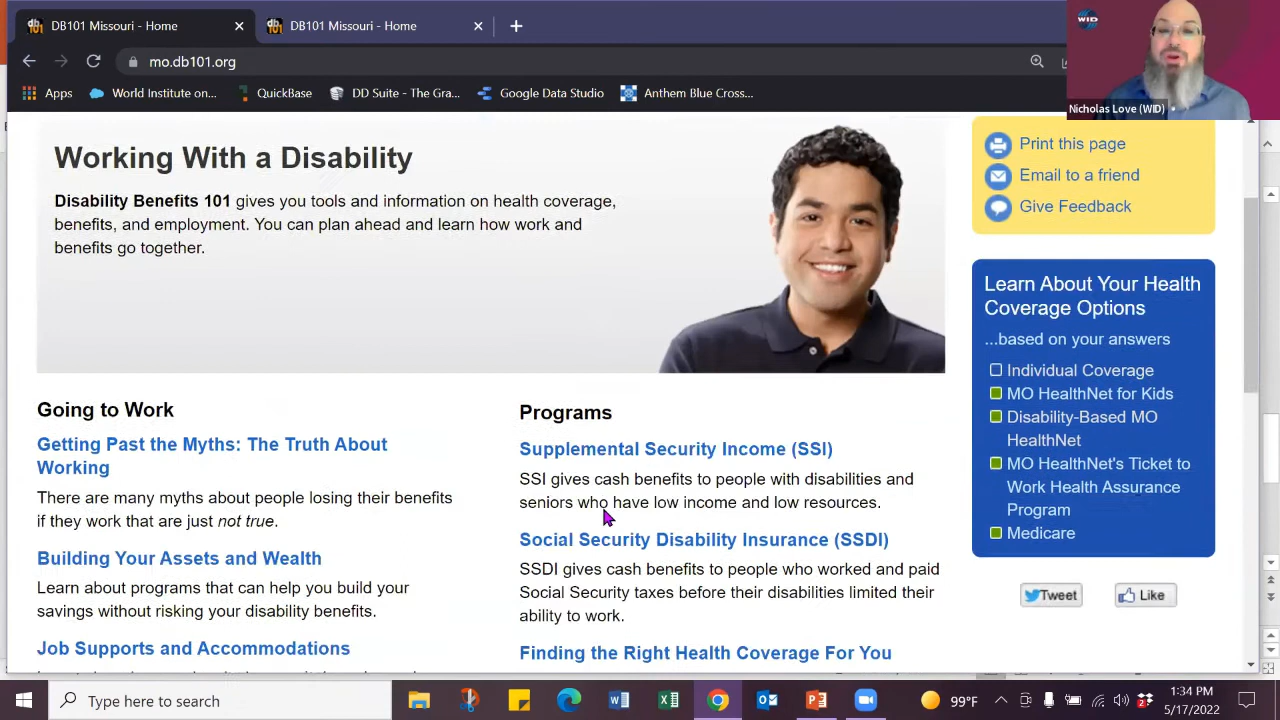 DB101 Missouri - Home
DB101 Missouri - Home
WID
mo.db101.org
Nicholas Love (WID)
Apps
World Institute on...
QuickBase
DD Suite - The Gra...
Google Data Studio
Anthem Blue Cross...
Working With a Disability
Disability Benefits 101 gives you tools and information on health coverage,
benefits, and employment. You can plan ahead and learn how work and
benefits go together.
Print this page
Email to a friend
Give Feedback
Learn About Your Health
Coverage Options
...based on your answers
Individual Coverage
MO HealthNet for Kids
Disability-Based MO
HealthNet
MO HealthNet's Ticket to
Work Health Assurance
Program
Medicare
Tweet
Like
Going to Work
Getting Past the Myths: The Truth About
Working
There are many myths about people losing their benefits
if they work that are just not true.
Building Your Assets and Wealth
Learn about programs that can help you build your
savings without risking your disability benefits.
Job Supports and Accommodations
Programs
Supplemental Security Income (SSI)
SSI gives cash benefits to people with disabilities and
seniors who have low income and low resources.
Social Security Disability Insurance (SSDI)
SSDI gives cash benefits to people who worked and paid
Social Security taxes before their disabilities limited their
ability to work.
Finding the Right Health Coverage For You
Type here to search
99°F
1:34 PM
5/17/2022